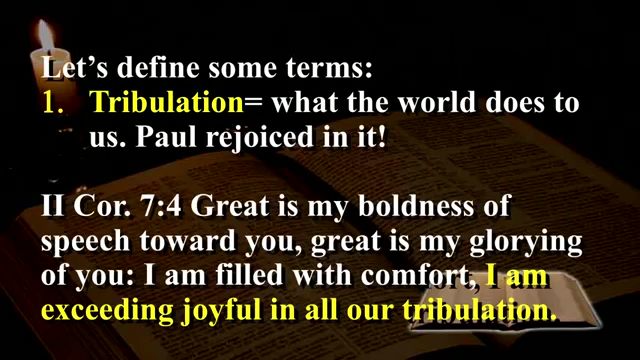 Let’s define some terms:
1. Tribulation= what the world does to
us. Paul rejoiced in it!
II Cor. 7:4 Great is my boldness of
speech toward you, great is my glorying
of you: I am filled with comfort, I am
exceeding joyful in all our tribulation.